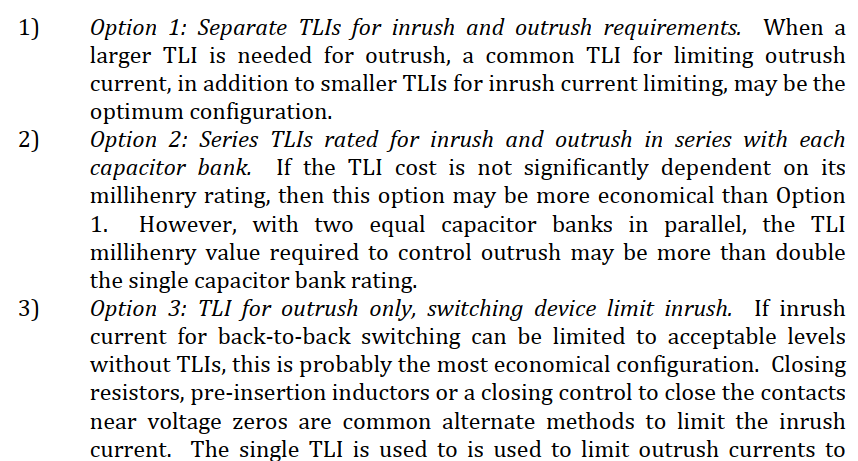 1) Option 1: Separate TLIs for inrush and outrush requirements. When a
larger TLI is needed for outrush, a common TLI for limiting outrush
current, in addition to smaller TLIs for inrush current limiting, may be the
optimum configuration.
2) Option 2: Series TLIs rated for inrush and outrush in series with each
capacitor bank. If the TLI cost is not significantly dependent on its
millihenry rating, then this option may be more economical than Option
1. However, with two equal capacitor banks in parallel, the TLI
millihenry value required to control outrush may be more than double
the single capacitor bank rating.
3) Option 3: TLI for outrush only, switching device limit inrush. If inrush
current for back-to-back switching can be limited to acceptable levels
without TLIs, this is probably the most economical configuration. Closing
resistors, pre-insertion inductors or a closing control to close the contacts
near voltage zeros are common alternate methods to limit the inrush
current. The single TLI is used to is used to limit outrush currents to